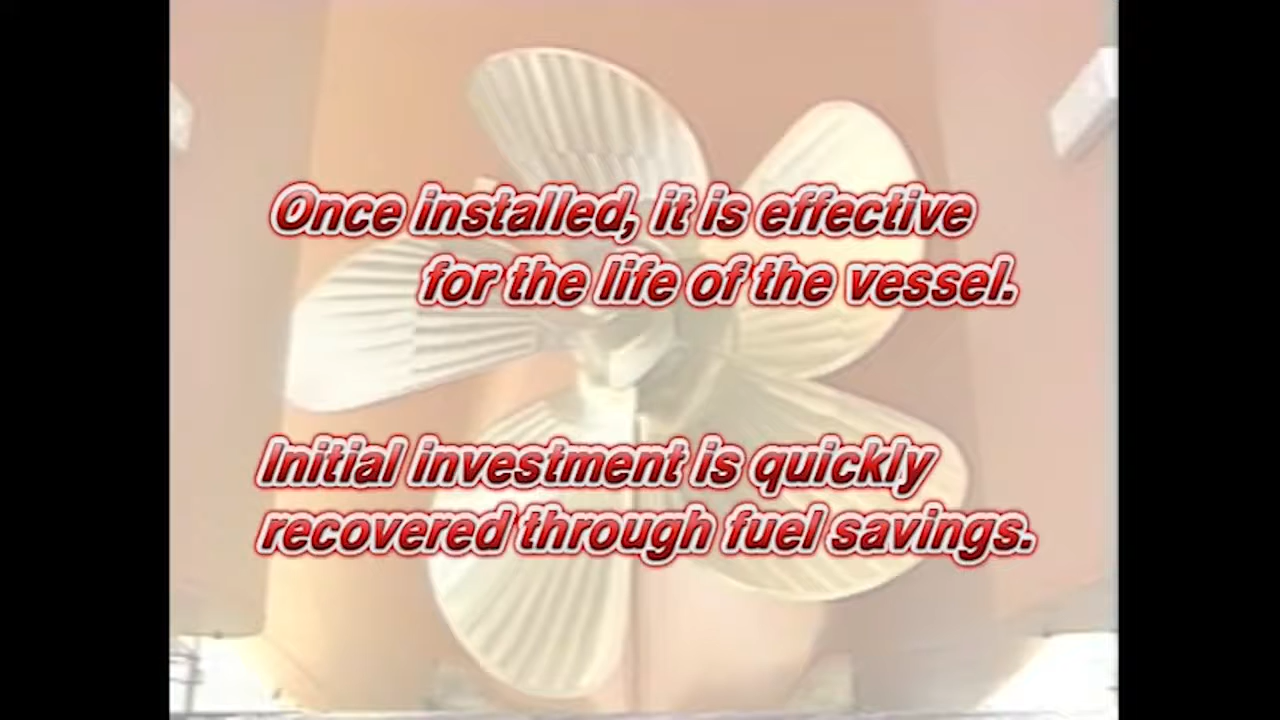 Once installed, it is effective
for the life of the vessel.
Initial investment is quickly
recovered through fuel savings.